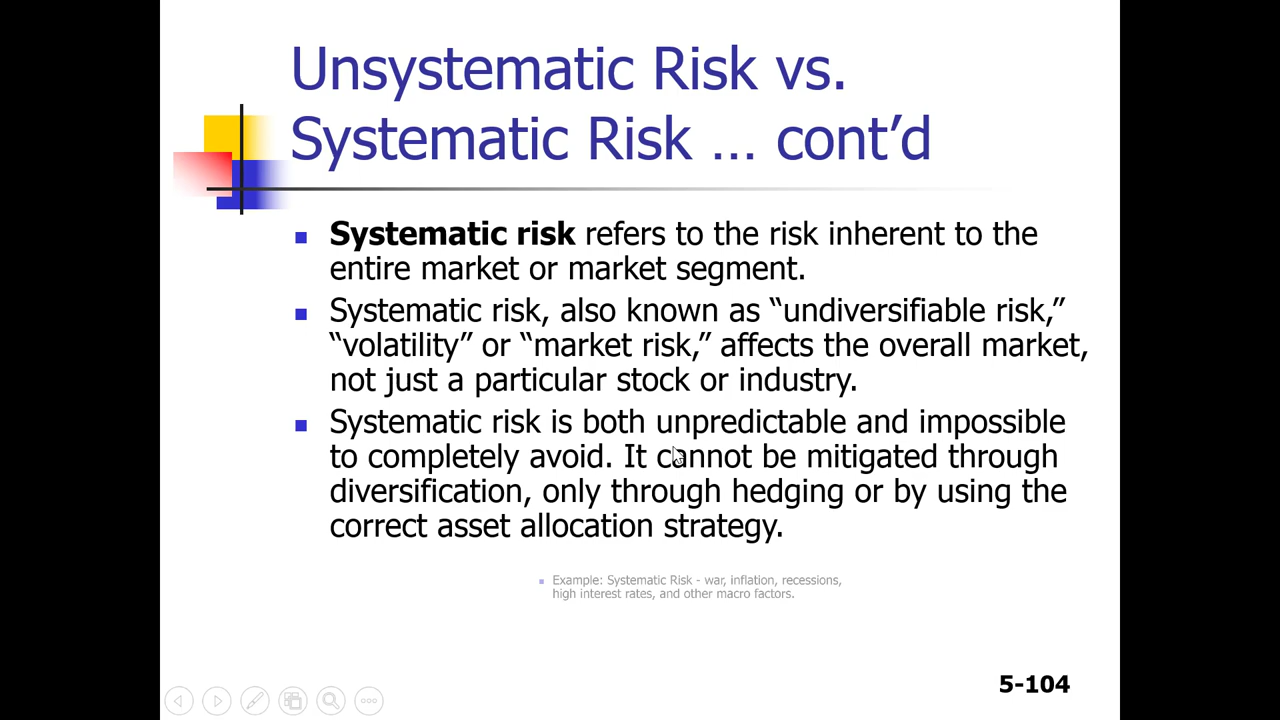 Unsystematic Risk vs.
Systematic Risk … cont’d
Systematic risk refers to the risk inherent to the
entire market or market segment.
Systematic risk, also known as “undiversifiable risk,”
“volatility” or “market risk,” affects the overall market,
not just a particular stock or industry.
Systematic risk is both unpredictable and impossible
to completely avoid. It cannot be mitigated through
diversification, only through hedging or by using the
correct asset allocation strategy.
Example: Systematic Risk - war, inflation, recessions,
high interest rates, and other macro factors.
5-104